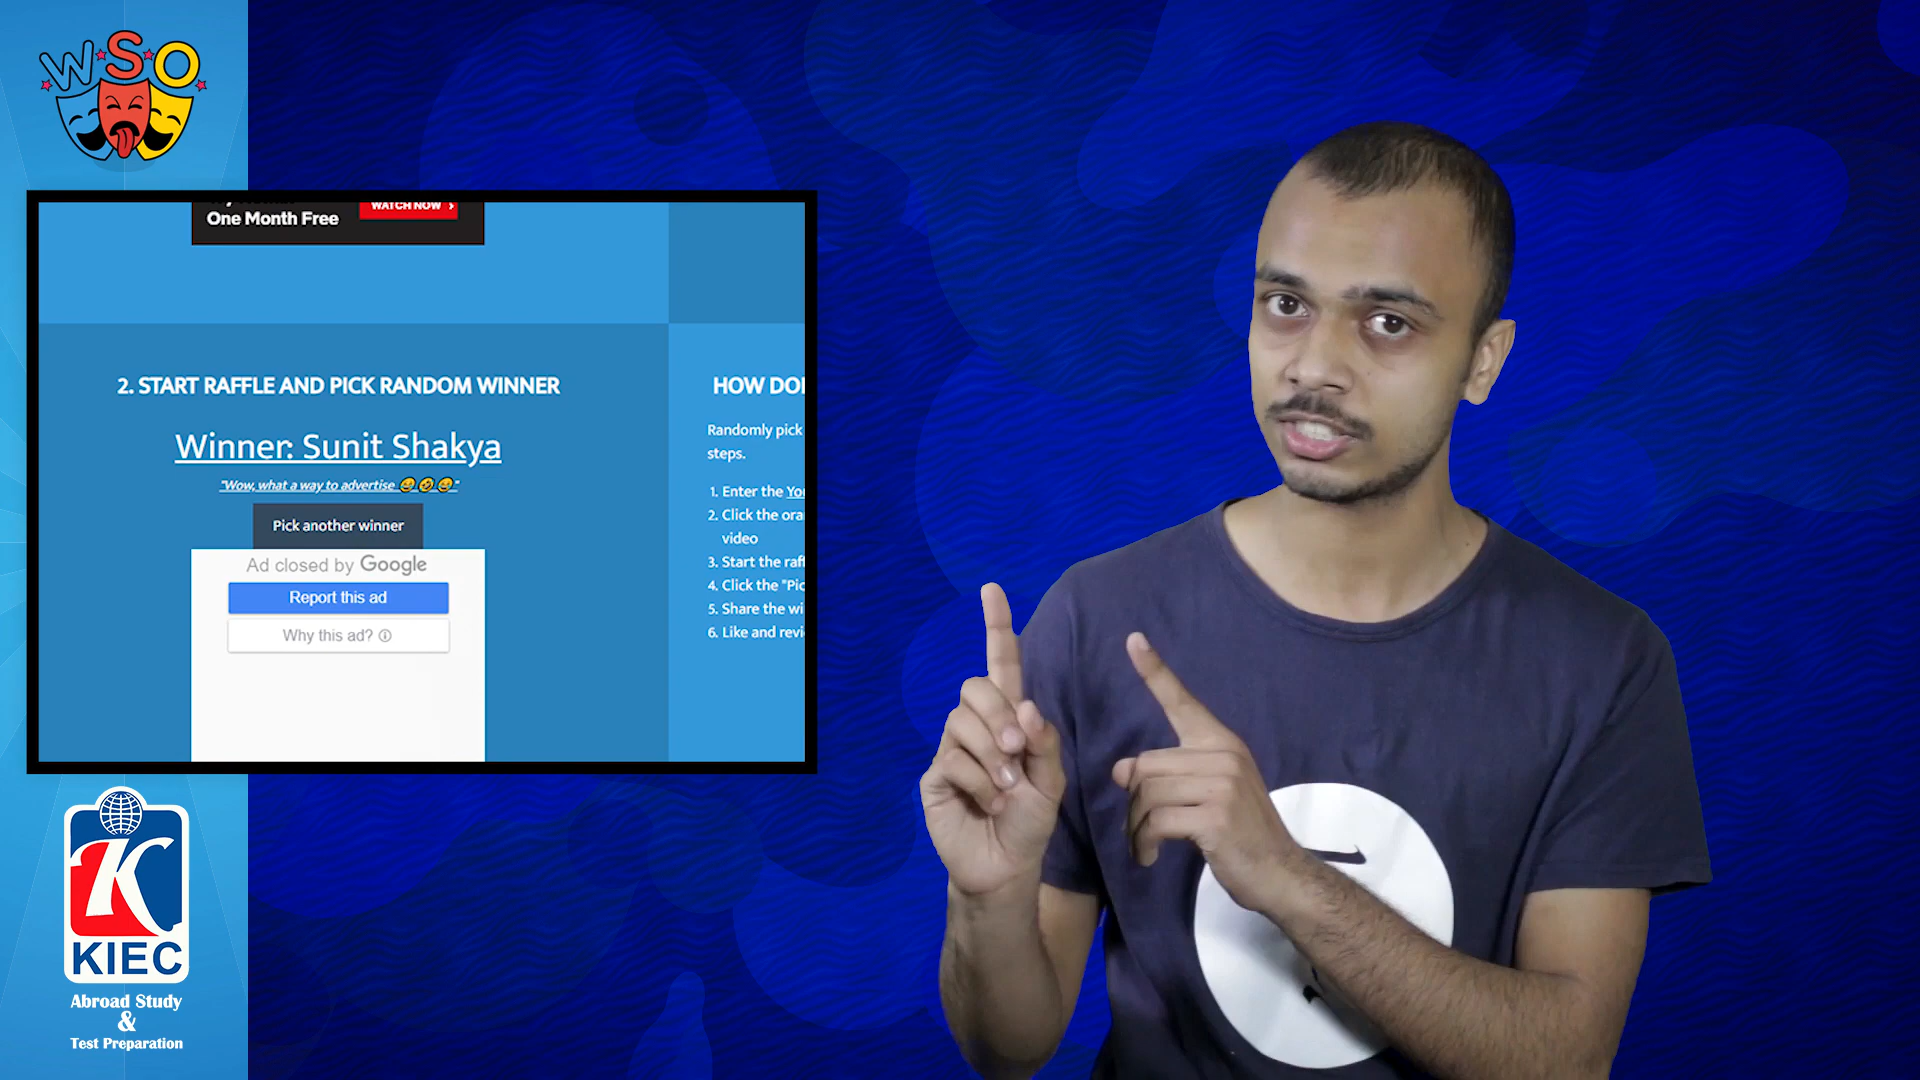 WSO
One Month Free
WATCH NOW >
2. START RAFFLE AND PICK RANDOM WINNER
Winner: Sunit Shakya
"Wow, what a way to advertise 😂🤣😂"
Pick another winner
Ad closed by Google
Report this ad
Why this ad?
HOW DO
Randomly pick
steps.
1. Enter the
2. Click the
video
3. Start the
4. Click the
5. Share the
6. Like and
K
KIEC
Abroad Study
&
Test Preparation